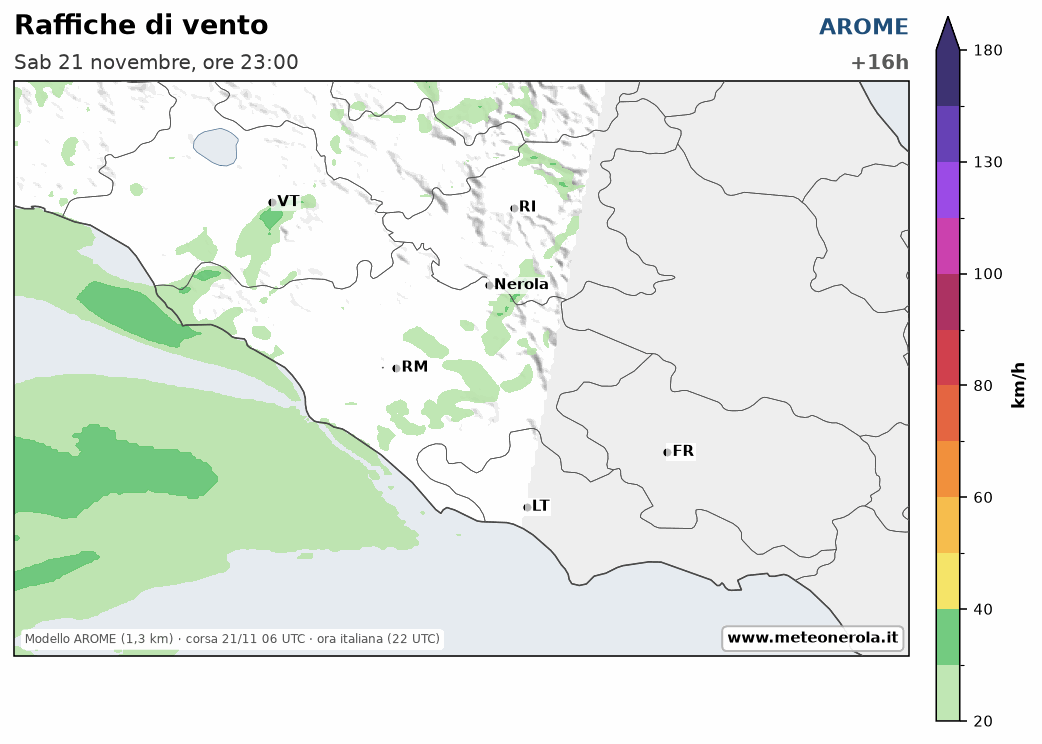 Raffiche di vento
AROME
Sab 21 novembre, ore 23:00
+16h
180
130
100
80
60
40
20
km/h
VT
RI
Nerola
RM
FR
LT
Modello AROME (1,3 km) · corsa 21/11 06 UTC · ora italiana (22 UTC)
www.meteonerola.it